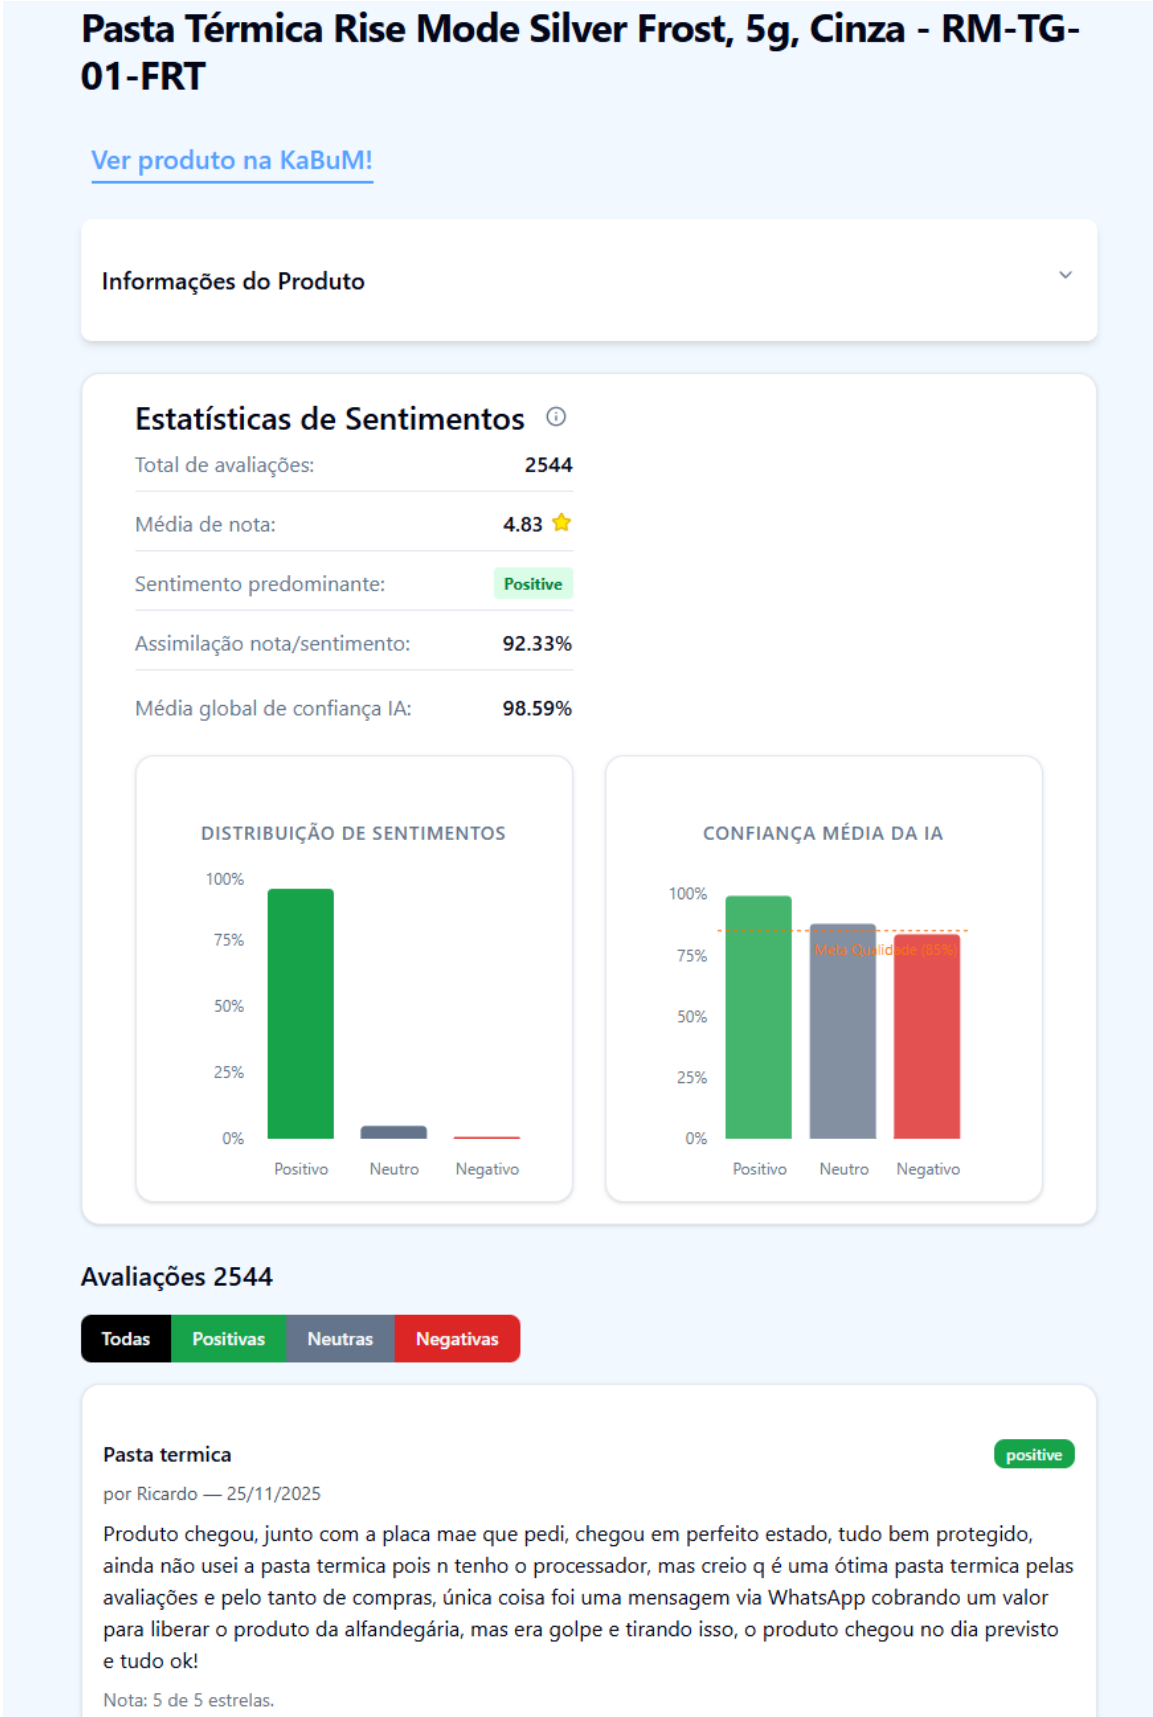 Pasta Térmica Rise Mode Silver Frost, 5g, Cinza - RM-TG-
01-FRT
Ver produto na KaBuM!
Informações do Produto
Estatísticas de Sentimentos
Total de avaliações: 2544
Média de nota: 4.83
Sentimento predominante: Positive
Assimilação nota/sentimento: 92.33%
Média global de confiança IA: 98.59%
DISTRIBUIÇÃO DE SENTIMENTOS
100%
75%
50%
25%
0%
Positivo Neutro Negativo
CONFIANÇA MÉDIA DA IA
100%
Meta Qualidade (85%)
75%
50%
25%
0%
Positivo Neutro Negativo
Avaliações 2544
Todas Positivas Neutras Negativas
Pasta termica positive
por Ricardo — 25/11/2025
Produto chegou, junto com a placa mae que pedi, chegou em perfeito estado, tudo bem protegido,
ainda não usei a pasta termica pois n tenho o processador, mas creio q é uma ótima pasta termica pelas
avaliações e pelo tanto de compras, única coisa foi uma mensagem via WhatsApp cobrando um valor
para liberar o produto da alfandegária, mas era golpe e tirando isso, o produto chegou no dia previsto
e tudo ok!
Nota: 5 de 5 estrelas.